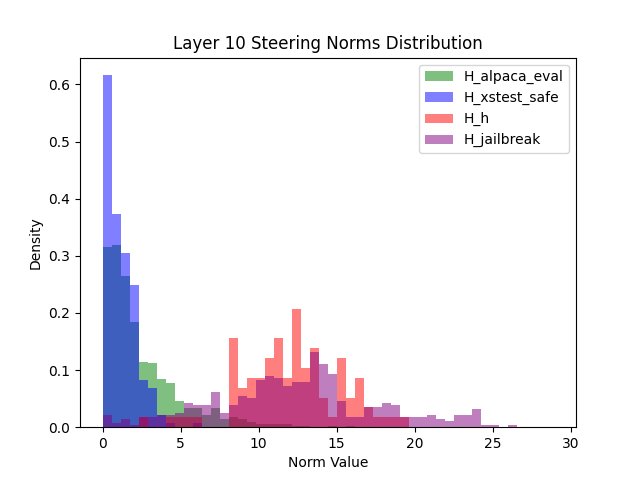 Layer 10 Steering Norms Distribution
H_alpaca_eval
H_xstest_safe
H_h
H_jailbreak
0.6
0.5
0.4
0.3
0.2
0.1
0.0
Density
0 5 10 15 20 25 30
Norm Value